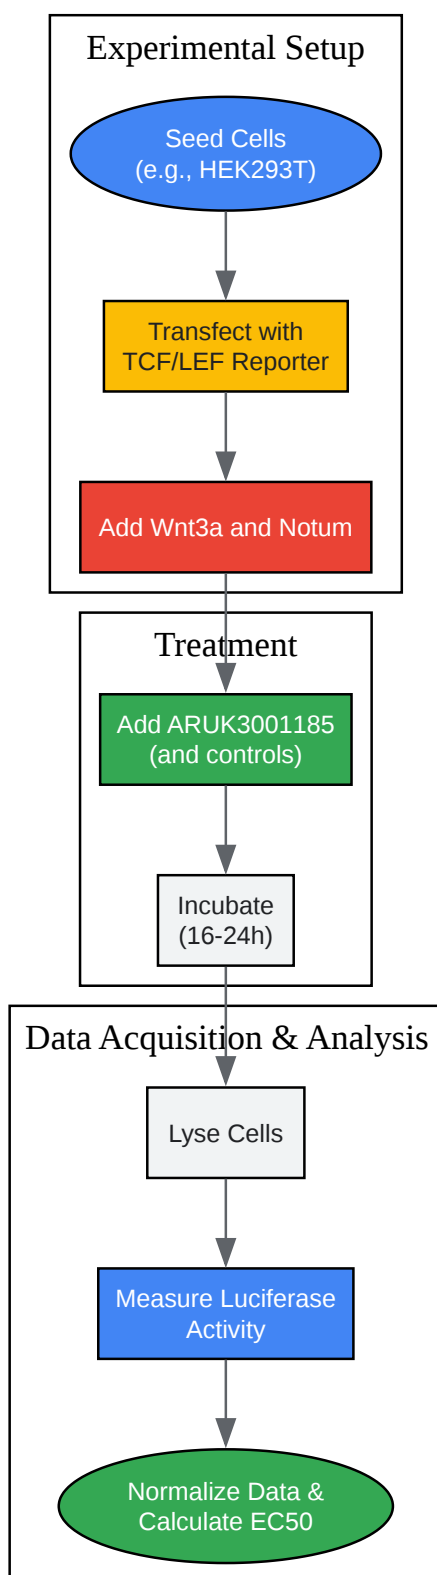 Experimental Setup
Seed Cells
(e.g., HEK293T)
Transfect with
TCF/LEF Reporter
Add Wnt3a and Notum
Treatment
Add ARUK3001185
(and controls)
Incubate
(16-24h)
Data Acquisition & Analysis
Lyse Cells
Measure Luciferase
Activity
Normalize Data &
Calculate EC50